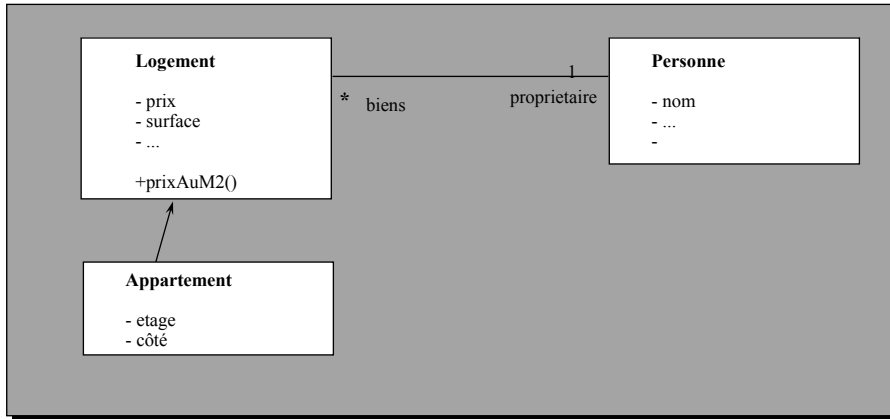 Logement
- prix
- surface
- ...
+prixAuM2()
* biens
1
proprietaire
Personne
- nom
- ...
-
Appartement
- etage
- côté